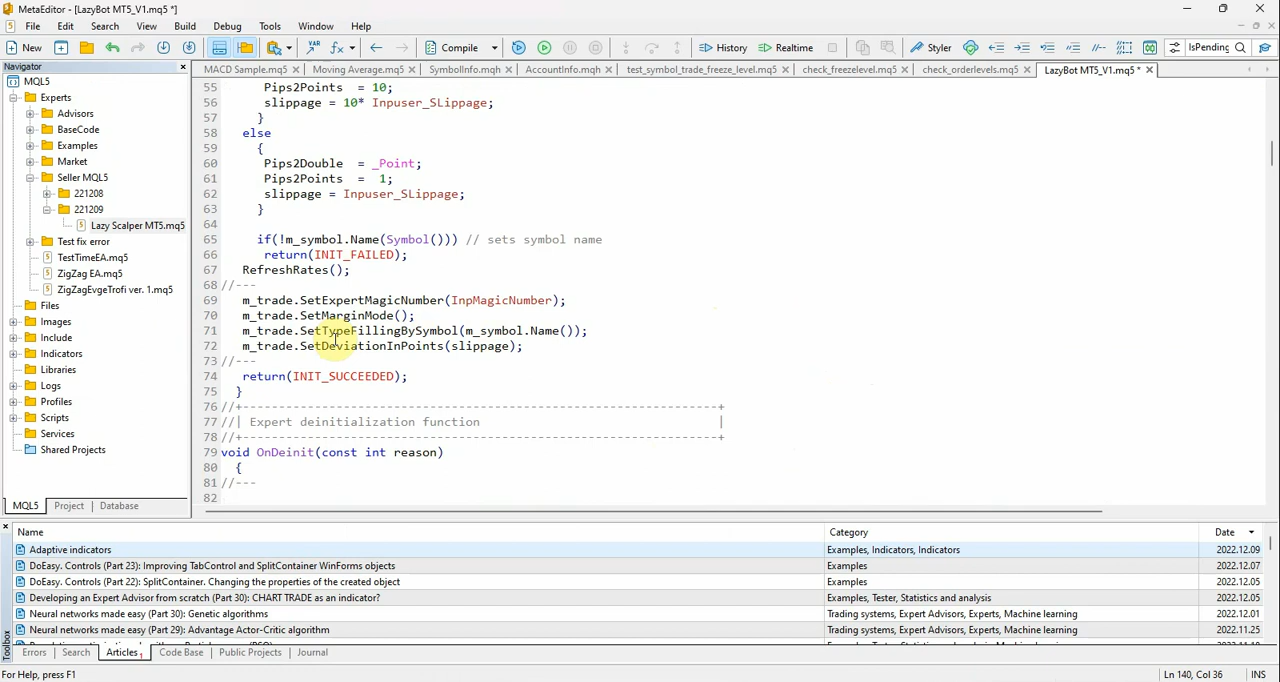 MetaEditor - [LazyBot MT5_V1.mq5 *]
File Edit Search View Build Debug Tools Window Help
New Compile History Realtime Styler IsPending
Navigator
MACD Sample.mq5 Moving Average.mq5 SymbolInfo.mqh AccountInfo.mqh test_symbol_trade_freeze_level.mq5 check_freezelevel.mq5 check_orderlevels.mq5 LazyBot MT5_V1.mq5 *
MQL5
Experts
Advisors
BaseCode
Examples
Market
Seller MQL5
221208
221209
Lazy Scalper MT5.mq5
Test fix error
TestTimeEA.mq5
ZigZag EA.mq5
ZigZagEvgeTrofi ver. 1.mq5
Files
Images
Include
Indicators
Libraries
Logs
Profiles
Scripts
Services
Shared Projects
MQL5 Project Database
55 Pips2Points = 10;
56 slippage = 10* Inpuser_SLippage;
57 }
58 else
59 {
60 Pips2Double = _Point;
61 Pips2Points = 1;
62 slippage = Inpuser_SLippage;
63 }
64
65 if(!m_symbol.Name(Symbol())) // sets symbol name
66 return(INIT_FAILED);
67 RefreshRates();
68 //---
69 m_trade.SetExpertMagicNumber(InpMagicNumber);
70 m_trade.SetMarginMode();
71 m_trade.SetTypeFillingBySymbol(m_symbol.Name());
72 m_trade.SetDeviationInPoints(slippage);
73 //---
74 return(INIT_SUCCEEDED);
75 }
76 //+------------------------------------------------------------------+
77 //| Expert deinitialization function |
78 //+------------------------------------------------------------------+
79 void OnDeinit(const int reason)
80 {
81 //---
82
Name Category Date
Adaptive indicators Examples, Indicators, Indicators 2022.12.09
DoEasy. Controls (Part 23): Improving TabControl and SplitContainer WinForms objects Examples 2022.12.07
DoEasy. Controls (Part 22): SplitContainer. Changing the properties of the created object Examples 2022.12.05
Developing an Expert Advisor from scratch (Part 30): CHART TRADE as an indicator? Examples, Tester, Statistics and analysis 2022.12.05
Neural networks made easy (Part 30): Genetic algorithms Trading systems, Expert Advisors, Experts, Machine learning 2022.12.01
Neural networks made easy (Part 29): Advantage Actor-Critic algorithm Trading systems, Expert Advisors, Experts, Machine learning 2022.11.25
Toolbox
Errors Search Articles 1 Code Base Public Projects Journal
For Help, press F1 Ln 140, Col 36 INS